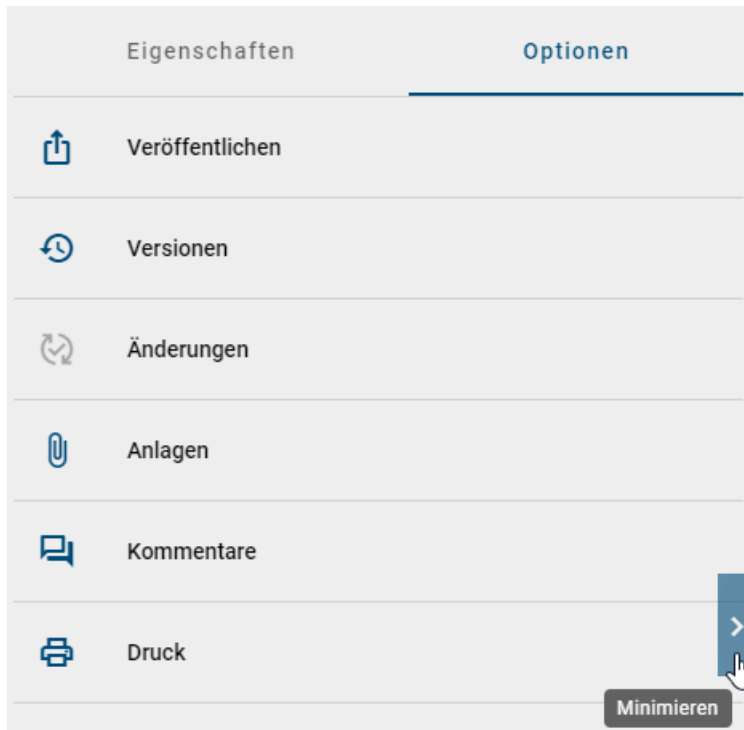 Eigenschaften Optionen
Veröffentlichen
Versionen
Änderungen
Anlagen
Kommentare
Druck
Minimieren